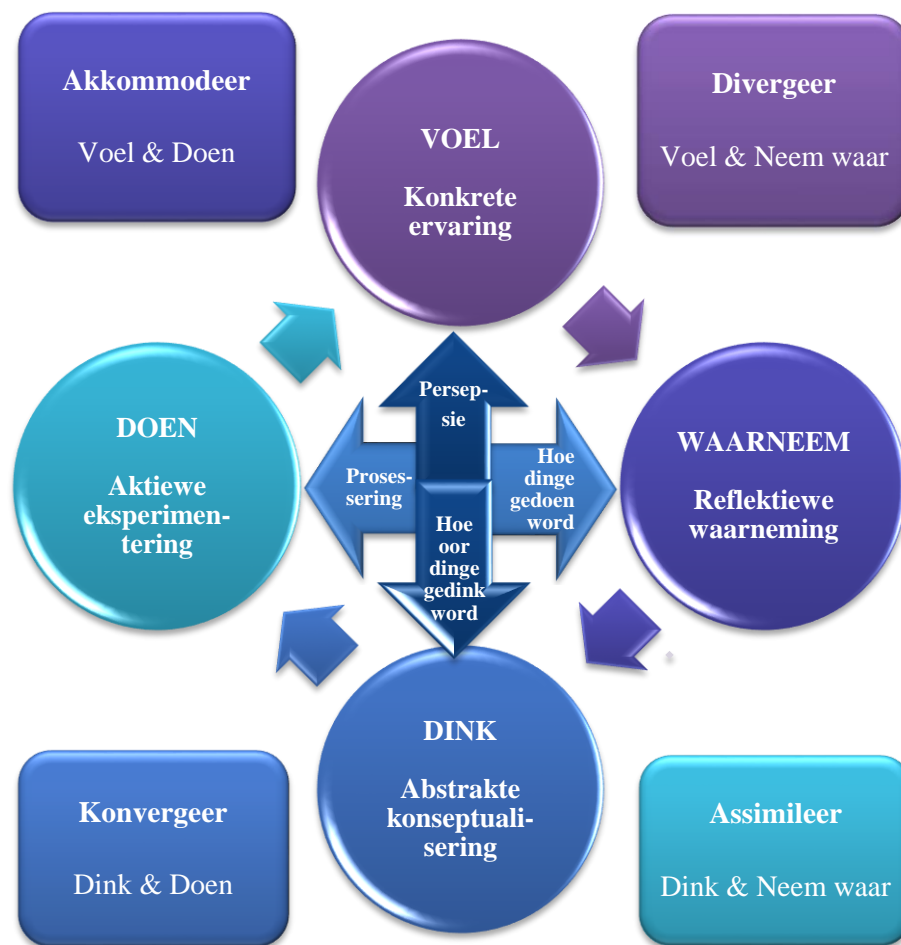 Akkommodeer
Voel & Doen
VOEL
Konkrete
ervaring
Divergeer
Voel & Neem waar
DOEN
Aktiewe
eksperimen-
tering
Persep-
sie
Proses-
sering
Hoe
dinge
gedoen
word
Hoe
oor
dinge
gedink
word
WAARNEEM
Reflektiewe
waarneming
DINK
Abstrakte
konseptuali-
sering
Konvergeer
Dink & Doen
Assimileer
Dink & Neem waar